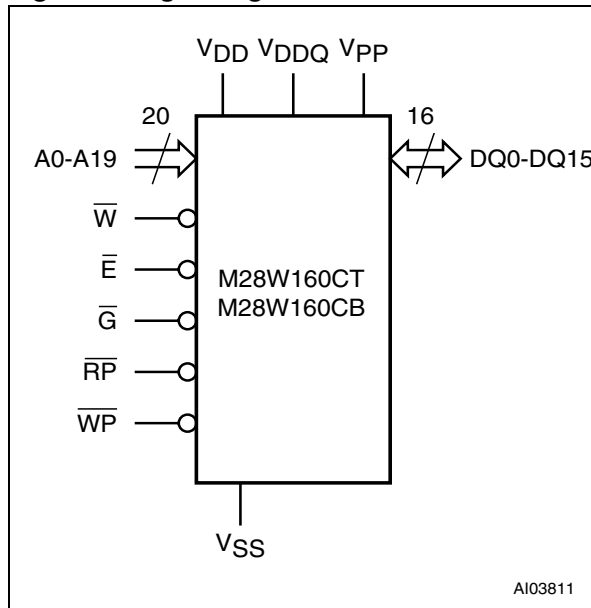 VDD VDDQ VPP
20
16
A0-A19
DQ0-DQ15
W
E
M28W160CT
M28W160CB
G
RP
WP
VSS
AI03811